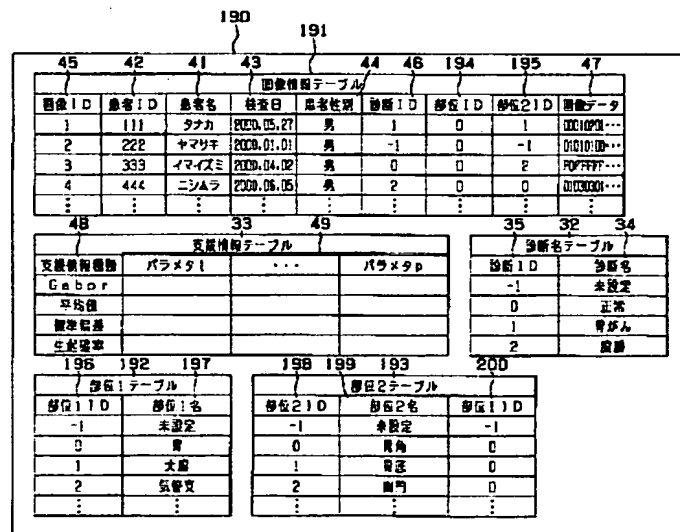 190
191
45 42 41 43 44 46 194 195 47
画像情報テーブル
画像ID 患者ID 患者名 検査日 患者性別 診断ID 部位ID 部位2ID 画像データ
1 111 タナカ 2000.05.27 男 1 0 1
2 222 ヤマサキ 2000.01.01 男 -1 0 -1
3 333 イマイズミ 2000.04.02 男 0 0 2
4 444 ニシムラ 2000.06.05 男 2 0 0
48 33 49 35 32 34
支援情報テーブル 診断名テーブル
支援情報種別 パラメタ1 ・・・ パラメタp 診断ID 診断名
Gabor -1 未設定
平均値 0 正常
標準偏差 1 胃がん
生起確率 2
196 192 197 198 199 193 200
部位1テーブル 部位2テーブル
部位1ID 部位1名 部位2ID 部位2名 部位1ID
-1 未設定 -1 未設定 -1
0 胃 0 胃角 0
1 大腸 1 0
2 気管支 2 幽門 0